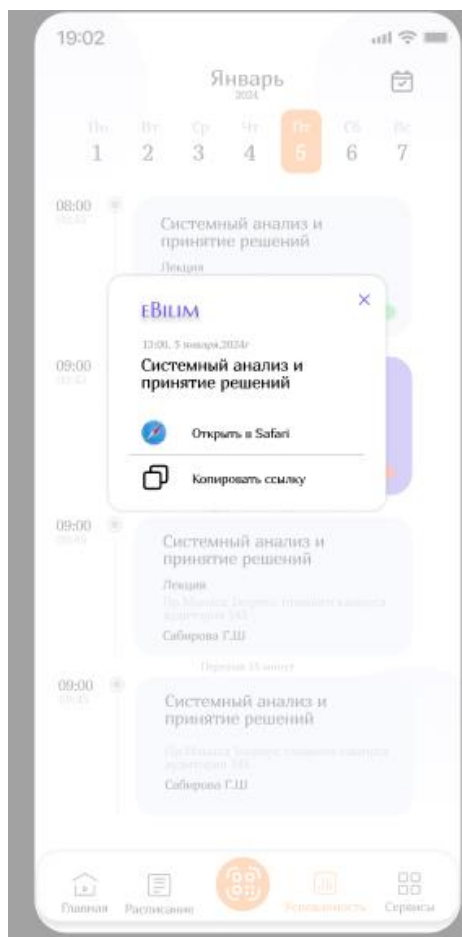 19:02
Январь
2024
Пн Вт Ср Чт Пт Сб Вс
1 2 3 4 5 6 7
08:00
Системный анализ и
принятие решений
Лекция
eBilim
13:00, 5 января,2024г
09:00
Системный анализ и
принятие решений
Открыть в Safari
Копировать ссылку
09:00
Системный анализ и
принятие решений
Лекция
Сабирова Г.Ш
Перерыв 15 минут
09:00
Системный анализ и
принятие решений
Сабирова Г.Ш
Главная Расписание Успеваемость Сервисы